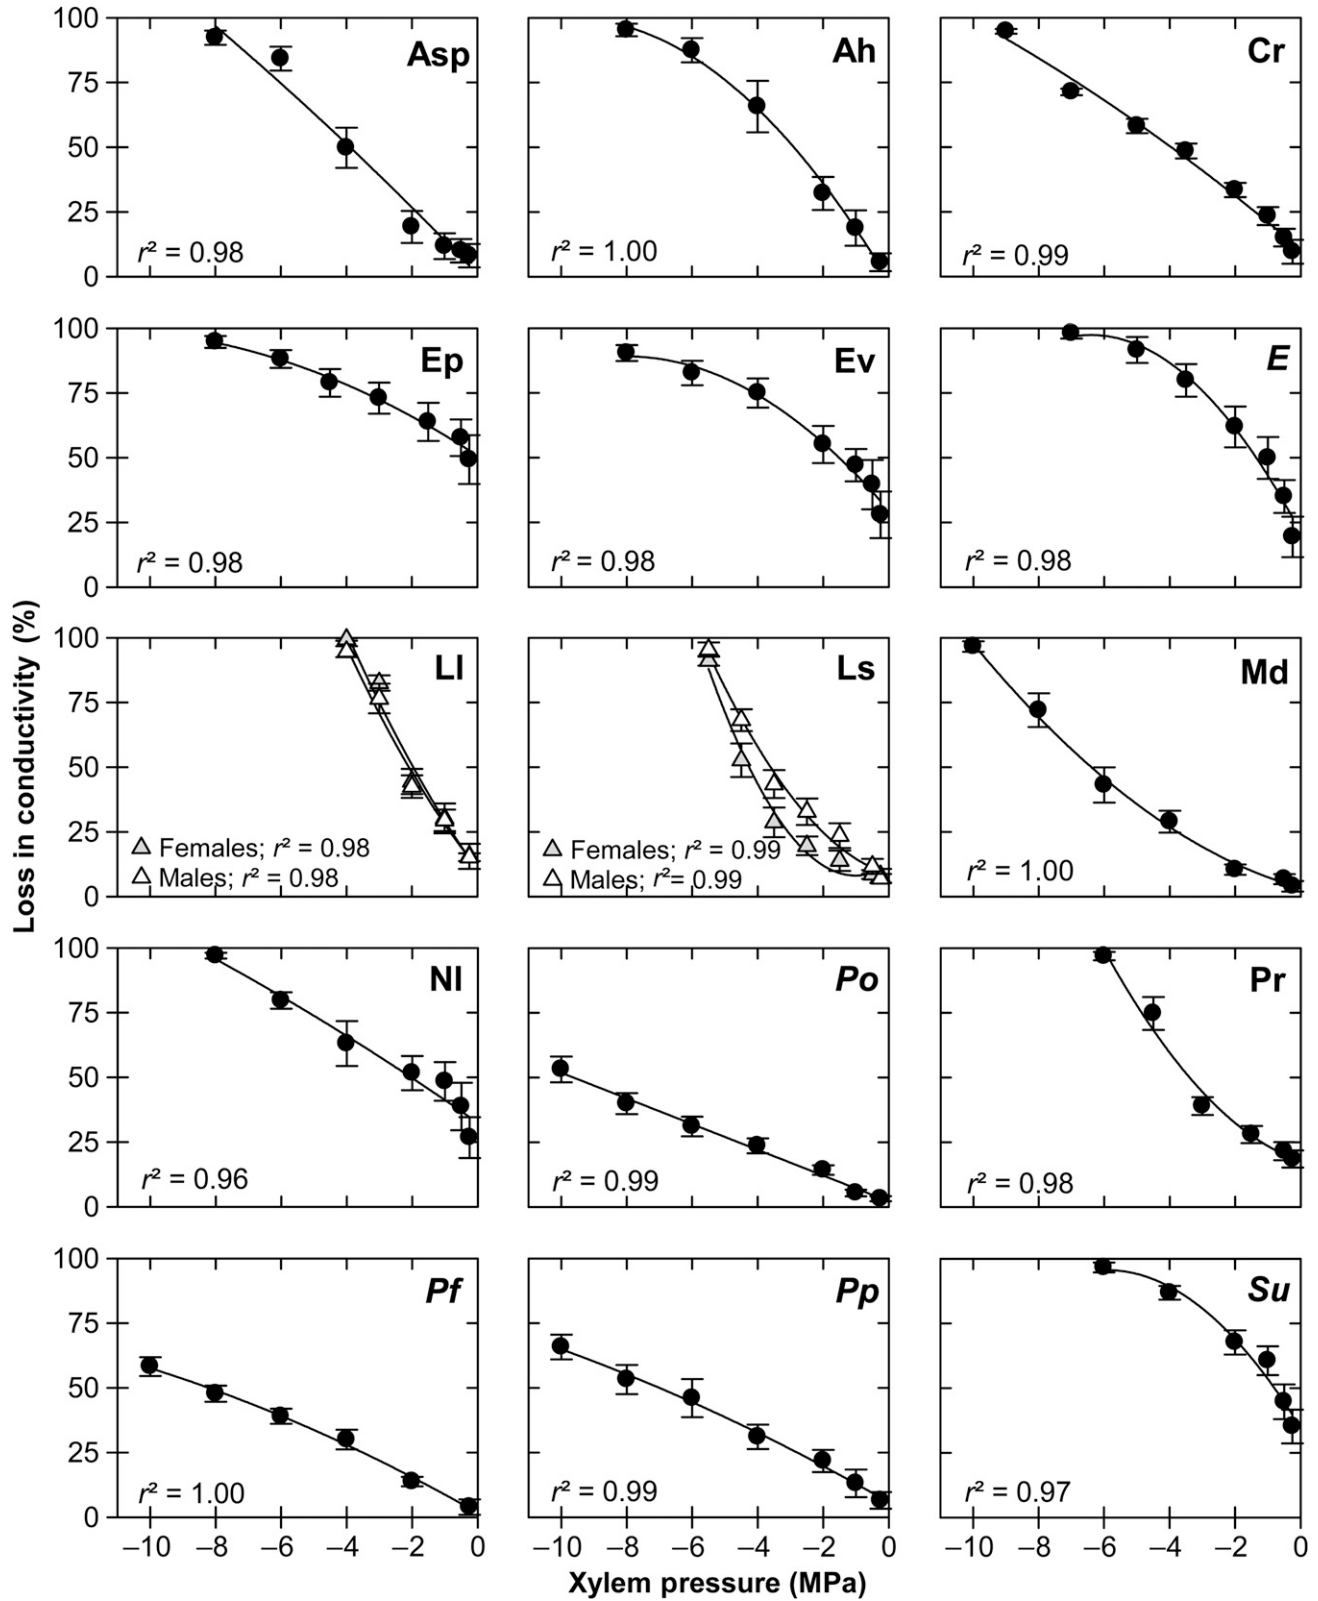 100
75
50
25
0
Asp
r² = 0.98
Ah
r² = 1.00
Cr
r² = 0.99
100
75
50
25
0
Ep
r² = 0.98
Ev
r² = 0.98
E
r² = 0.98
Loss in conductivity (%)
100
75
50
25
0
Ll
Females; r² = 0.98
Males; r² = 0.98
Ls
Females; r² = 0.99
Males; r²= 0.99
Md
r² = 1.00
100
75
50
25
0
Nl
r² = 0.96
Po
r² = 0.99
Pr
r² = 0.98
100
75
50
25
0
Pf
r² = 1.00
Pp
r² = 0.99
Su
r² = 0.97
–10 –8 –6 –4 –2 0
–10 –8 –6 –4 –2 0
–10 –8 –6 –4 –2 0
Xylem pressure (MPa)